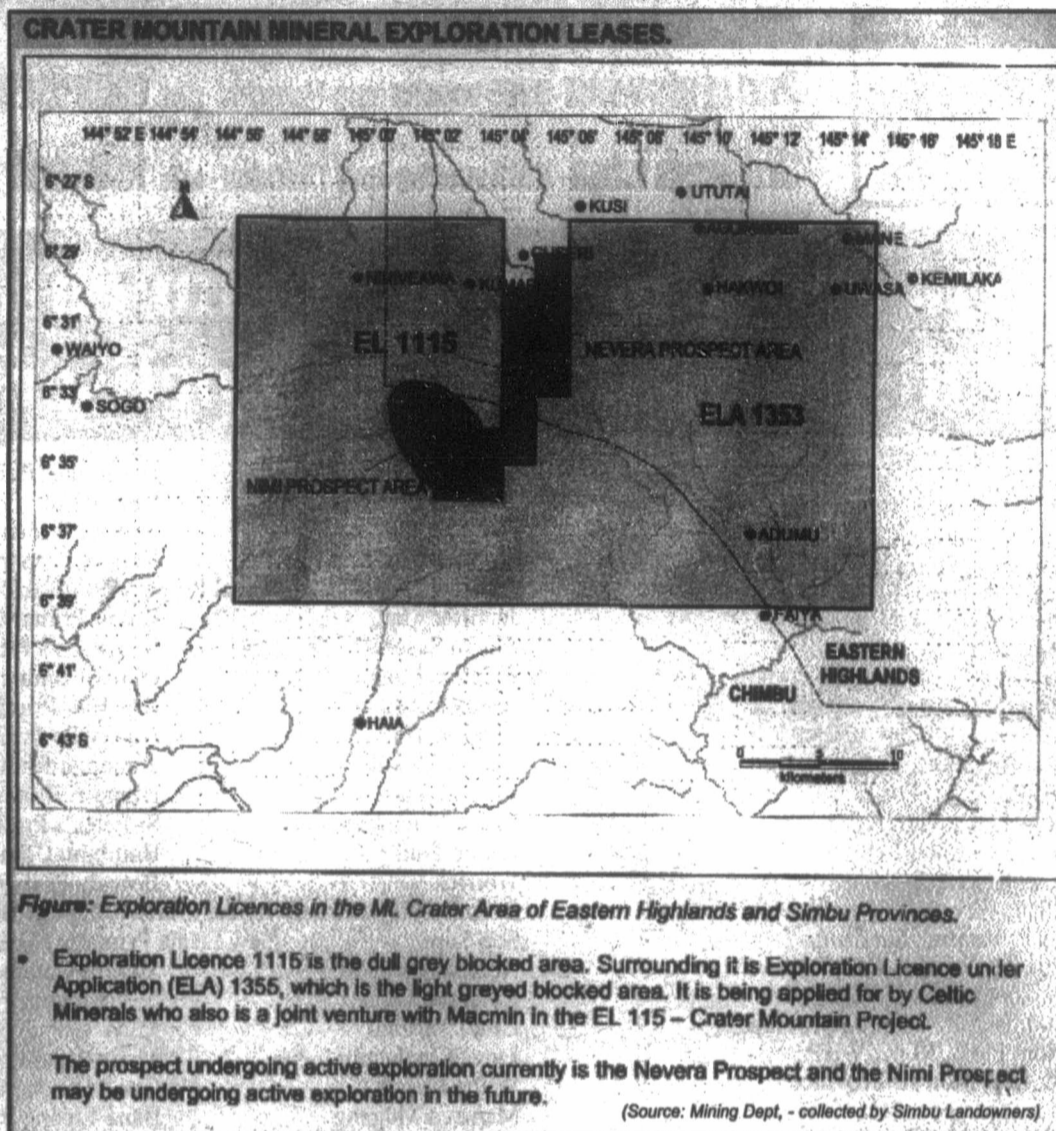 CRATER MOUNTAIN MINERAL EXPLORATION LEASES.
144° 52' E 144° 54' 144° 56' 144° 58' 145° 00' 145° 02' 145° 04' 145° 06' 145° 08' 145° 10' 145° 12' 145° 14' 145° 16' 145° 18 E
6° 27' S
N
UTUTAI
KUSI
MANE
6° 29'
KEMILAKA
HAKWOI
UWASA
6° 31'
WAIYO
EL 1115
NEVERA PROSPECT AREA
6° 33'
SOGO
ELA 1353
6° 35'
NIMI PROSPECT AREA
6° 37'
ADUMU
6° 39'
PAIYA
6° 41'
EASTERN
HIGHLANDS
CHIMBU
HAIA
6° 43' S
0 5 10
kilometers
Figure: Exploration Licences in the Mt. Crater Area of Eastern Highlands and Simbu Provinces.
• Exploration Licence 1115 is the dull grey blocked area. Surrounding it is Exploration Licence under
Application (ELA) 1355, which is the light greyed blocked area. It is being applied for by Celtic
Minerals who also is a joint venture with Macmin in the EL 115 – Crater Mountain Project.
The prospect undergoing active exploration currently is the Nevera Prospect and the Nimi Prospect
may be undergoing active exploration in the future.
(Source: Mining Dept, - collected by Simbu Landowners)